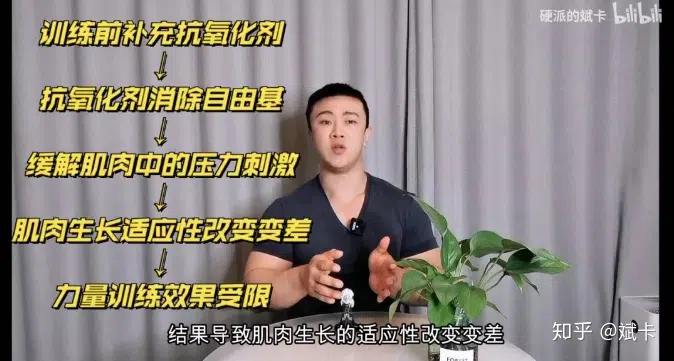 硬派的斌卡 bilibili
训练前补充抗氧化剂
↓
抗氧化剂消除自由基
↓
缓解肌肉中的压力刺激
↓
肌肉生长适应性改变变差
↓
力量训练效果受限
结果导致肌肉生长的适应性改变变差
知乎 @斌卡